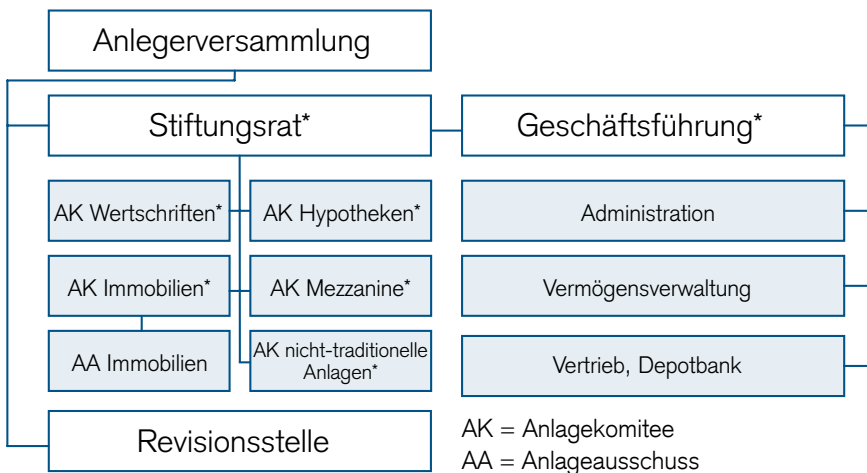 Anlegerversammlung
Stiftungsrat*
Geschäftsführung*
AK Wertschriften*
AK Hypotheken*
Administration
AK Immobilien*
AK Mezzanine*
Vermögensverwaltung
AA Immobilien
AK nicht-traditionelle
Anlagen*
Vertrieb, Depotbank
Revisionsstelle
AK = Anlagekomitee
AA = Anlageausschuss